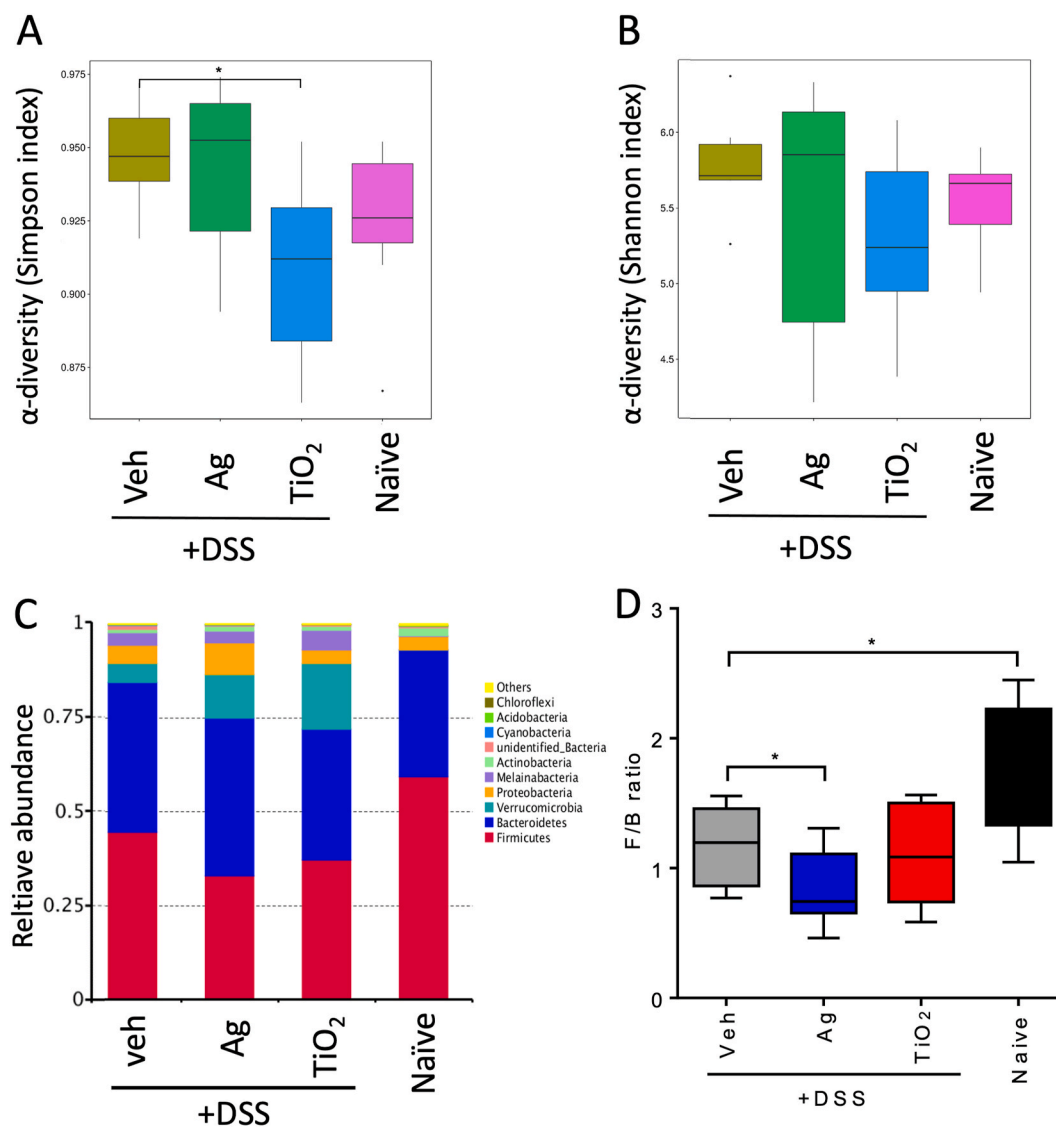 A
α-diversity (Simpson index)
0.975
0.950
0.925
0.900
0.875
*
Veh
Ag
TiO2
Naïve
+DSS
B
α-diversity (Shannon index)
6.0
5.5
5.0
4.5
Veh
Ag
TiO2
Naïve
+DSS
C
Reltiave abundance
1
0.75
0.5
0.25
0
Others
Chloroflexi
Acidobacteria
Cyanobacteria
unidentified_Bacteria
Actinobacteria
Melainabacteria
Proteobacteria
Verrucomicrobia
Bacteroidetes
Firmicutes
veh
Ag
TiO2
Naïve
+DSS
D
F/B ratio
3
2
1
0
*
*
Veh
Ag
TiO2
Naive
+DSS